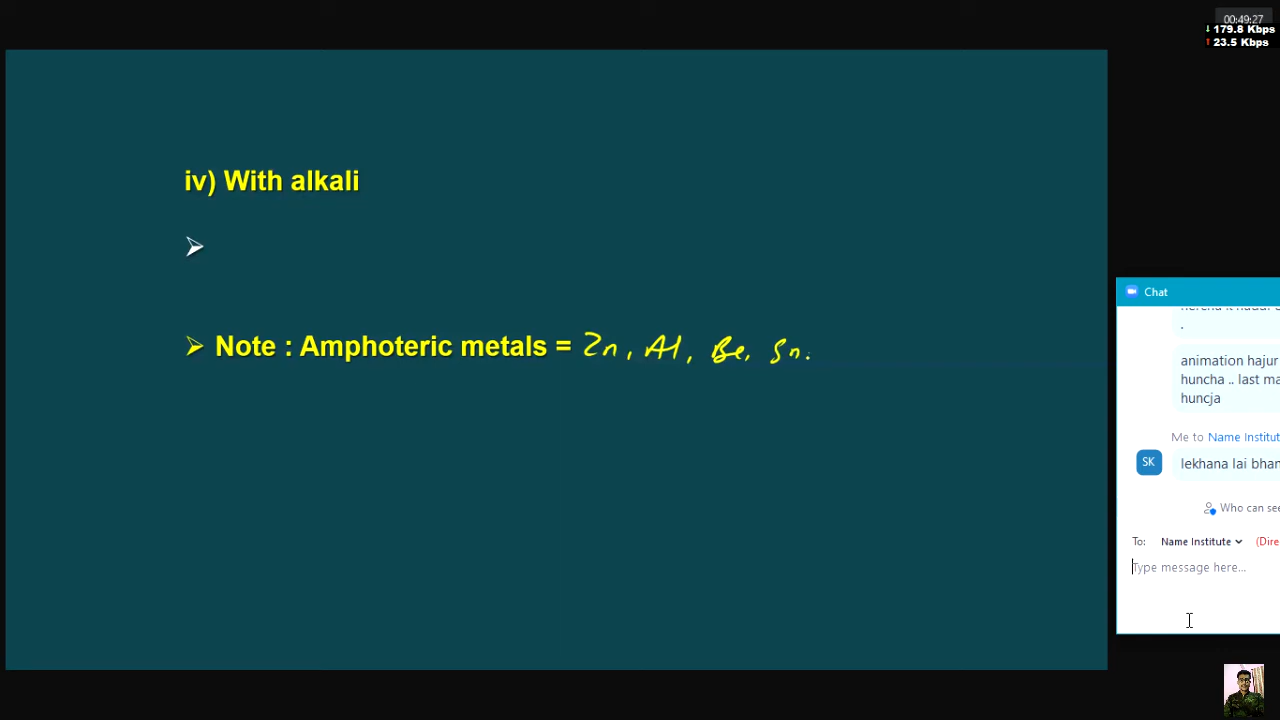 00:49:27
↓ 179.8 Kbps
↑ 23.5 Kbps
iv) With alkali
➢
➢ Note : Amphoteric metals = Zn, Al, Be, Sn.
Chat
.
animation hajur
huncha .. last ma
huncja
Me to Name Institut
SK
lekhana lai bhan
Who can see
To: Name Institute (Dire
Type message here...